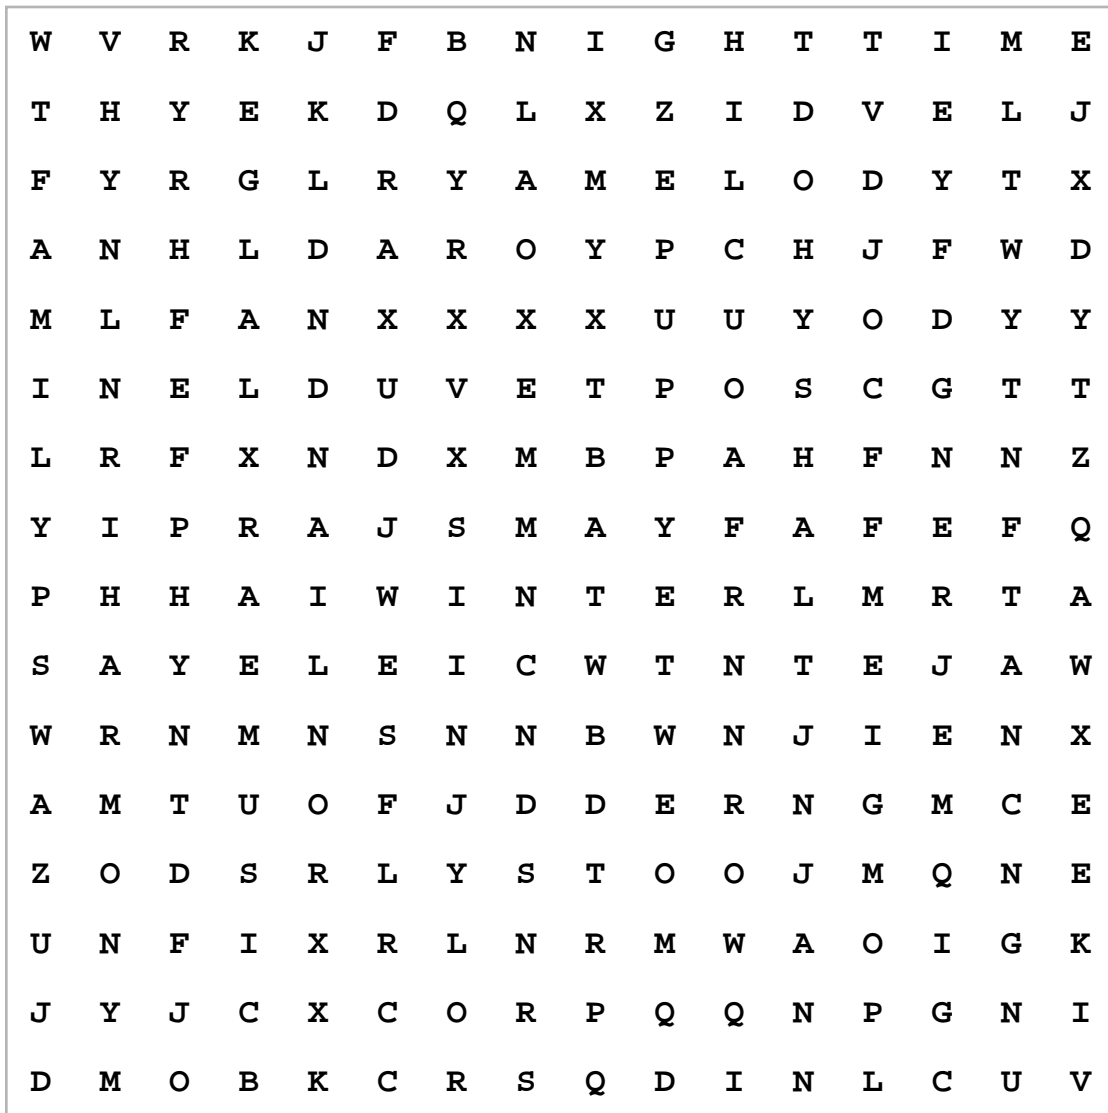 W V R K J F B N I G H T T I M E
T H Y E K D Q L X Z I D V E L J
F Y R G L R Y A M E L O D Y T X
A N H L D A R O Y P C H J F W D
M L F A N X X X X U U Y O D Y Y
I N E L D U V E T P O S C G T T
L R F X N D X M B P A H F N N Z
Y I P R A J S M A Y F A F E F Q
P H H A I W I N T E R L M R T A
S A Y E L E I C W T N T E J A W
W R N M N S N N B W N J I E N X
A M T U O F J D D E R N G M C E
Z O D S R L Y S T O O J M Q N E
U N F I X R L N R M W A O I G K
J Y J C X C O R P Q Q N P G N I
D M O B K C R S Q D I N L C U V